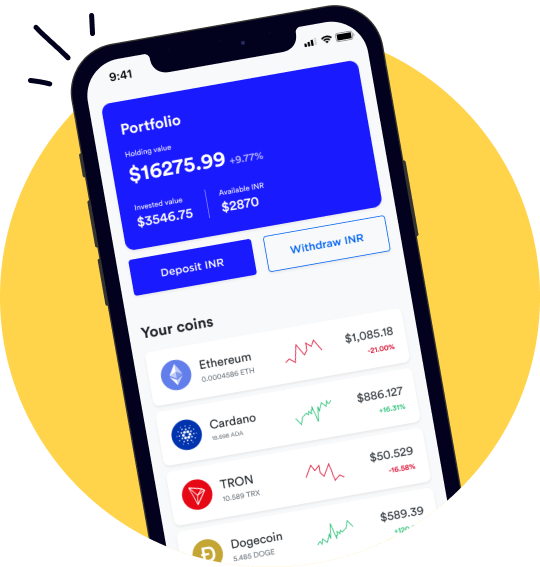 9:41
Portfolio
Holding value
$16275.99 +9.77%
Invested value
$3546.75
Available INR
$2870
Deposit INR
Withdraw INR
Your coins
Ethereum
0.0004586 ETH
$1,085.18
-21.00%
Cardano
16.698 ADA
$886.127
+16.31%
TRON
10.589 TRX
$50.529
-16.58%
Dogecoin
5.485 DOGE
$589.39